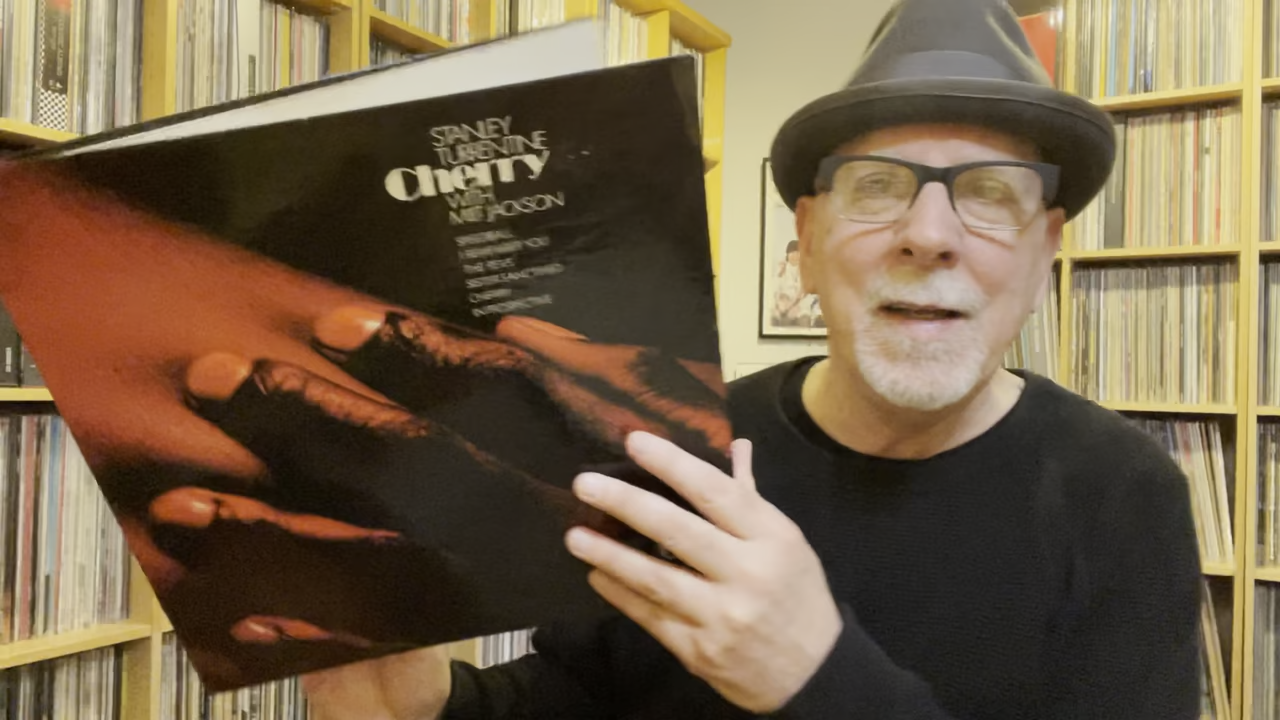 STANLEY
TURRENTINE
Cherry
WITH
MILT JACKSON
SPEEDBALL
I REMEMBER YOU
THE REVS
SISTER SANCTIFIED
CHERRY
INTROSPECTIVE